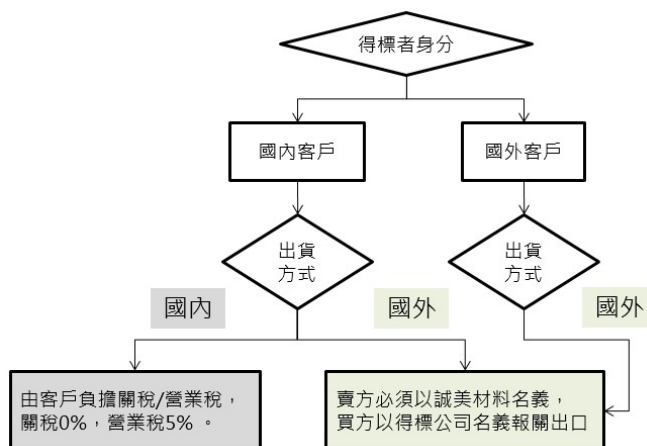 得標者身分
國內客戶
國外客戶
出貨
方式
出貨
方式
國內
國外
國外
由客戶負擔關稅/營業稅，
關稅0%，營業稅5% 。
賣方必須以誠美材料名義，
買方以得標公司名義報關出口